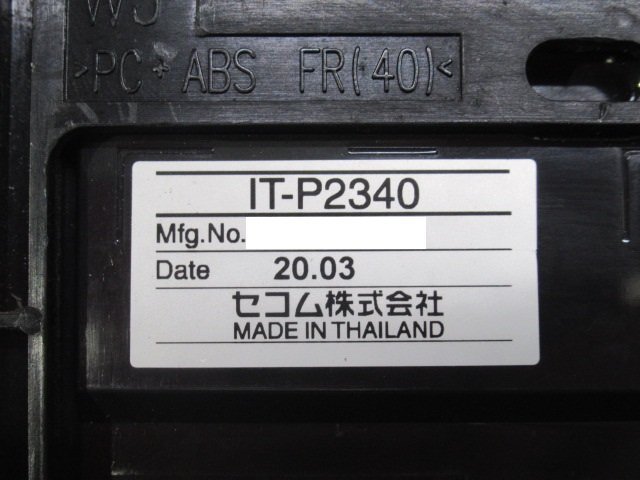 >PC+ABS FR(40)<
IT-P2340
Mfg.No.
Date 20.03
セコム株式会社
MADE IN THAILAND